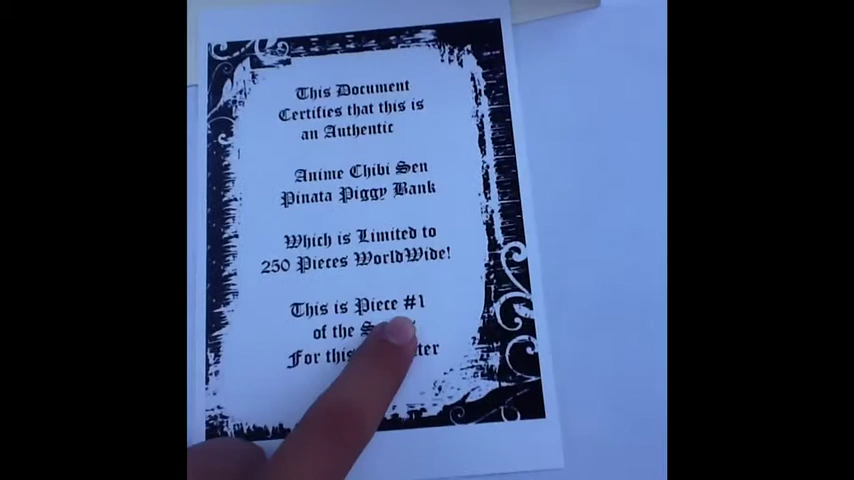 This Document
Certifies that this is
an Authentic
Anime Chibi Sen
Pinata Piggy Bank
Which is Limited to
250 Pieces WorldWide!
This is Piece #1
of the
For this